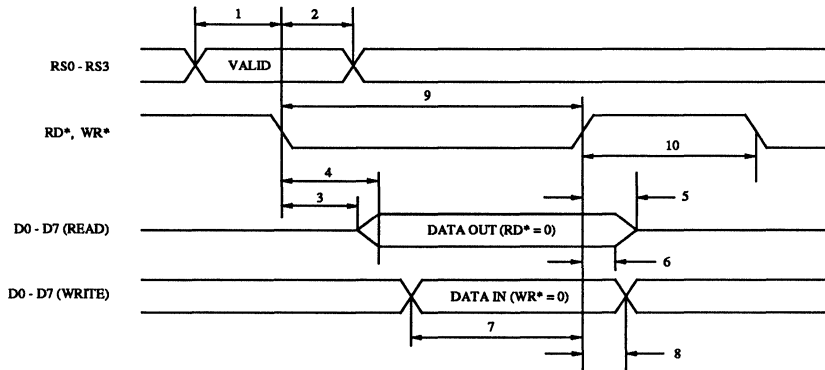 1 2
RS0 - RS3 VALID
9
RD*, WR*
10
4
3 5
D0 - D7 (READ) DATA OUT (RD* = 0)
6
D0 - D7 (WRITE) DATA IN (WR* = 0)
7
8